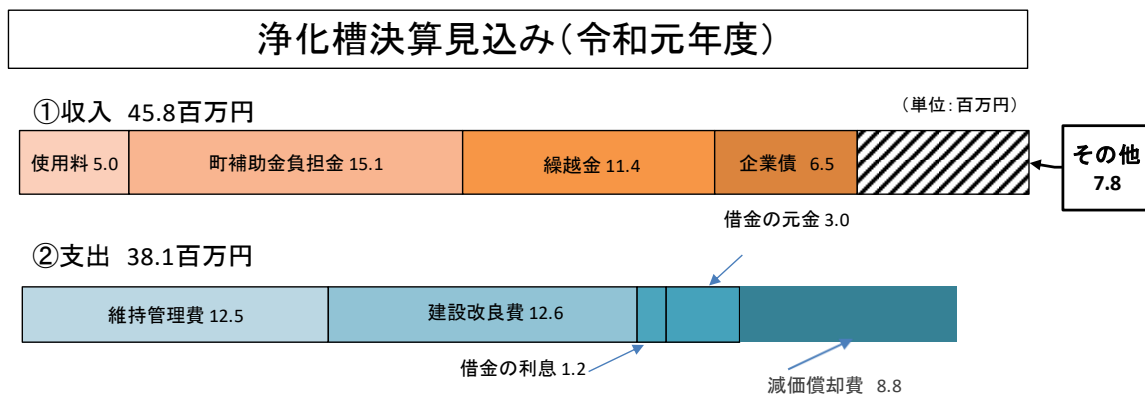 浄化槽決算見込み（令和元年度）
①収入 45.8百万円
（単位：百万円）
使用料 5.0
町補助金負担金 15.1
繰越金 11.4
企業債 6.5
その他
7.8
借金の元金 3.0
②支出 38.1百万円
維持管理費 12.5
建設改良費 12.6
借金の利息 1.2
減価償却費 8.8